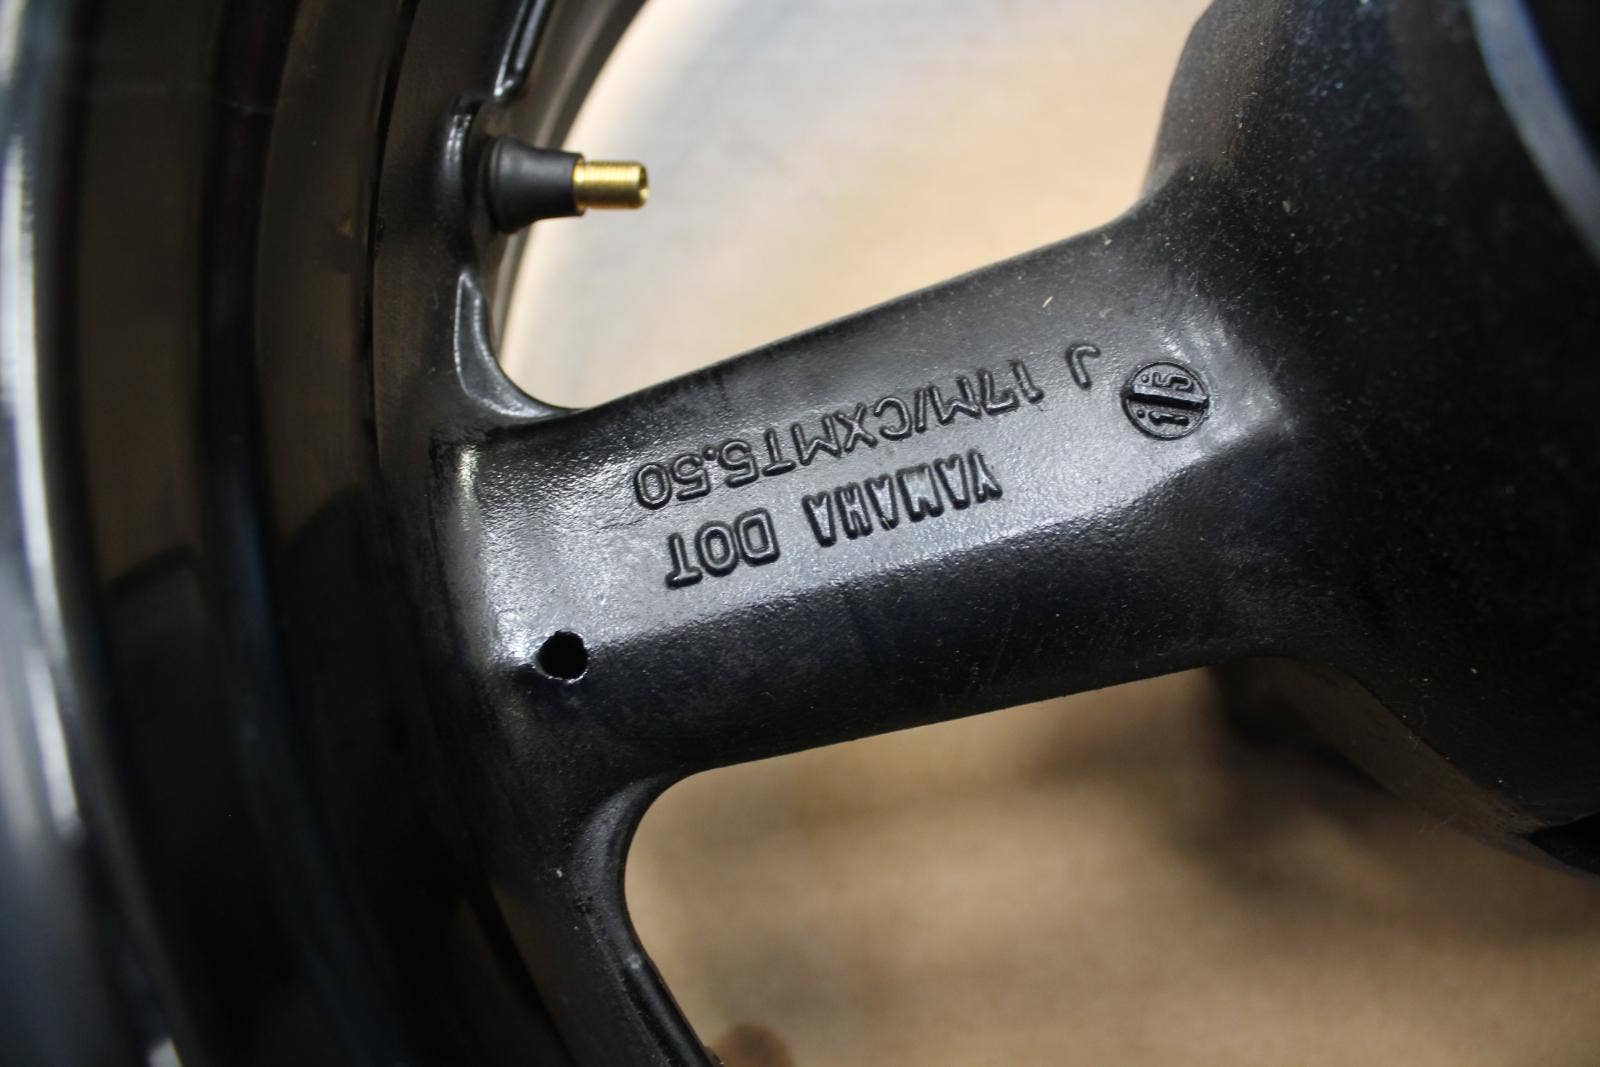 YAMAHA DOT
J 17M/CXMT5.50